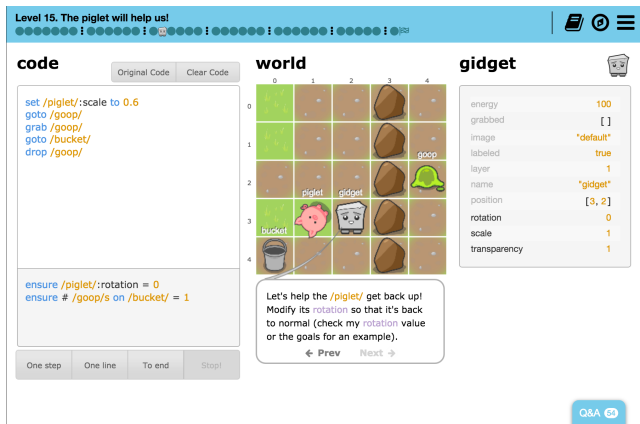 Level 15. The piglet will help us!
code
Original Code
Clear Code
set /piglet/:scale to 0.6
goto /goop/
grab /goop/
goto /bucket/
drop /goop/
ensure /piglet/:rotation = 0
ensure # /goop/s on /bucket/ = 1
One step
One line
To end
Stop!
world
0 1 2 3 4
0
1
goop
2
piglet gidget
3
bucket
4
Let's help the /piglet/ get back up!
Modify its rotation so that it's back
to normal (check my rotation value
or the goals for an example).
← Prev Next →
gidget
energy 100
grabbed [ ]
image "default"
labeled true
layer 1
name "gidget"
position [3, 2]
rotation 0
scale 1
transparency 1
Q&A 54